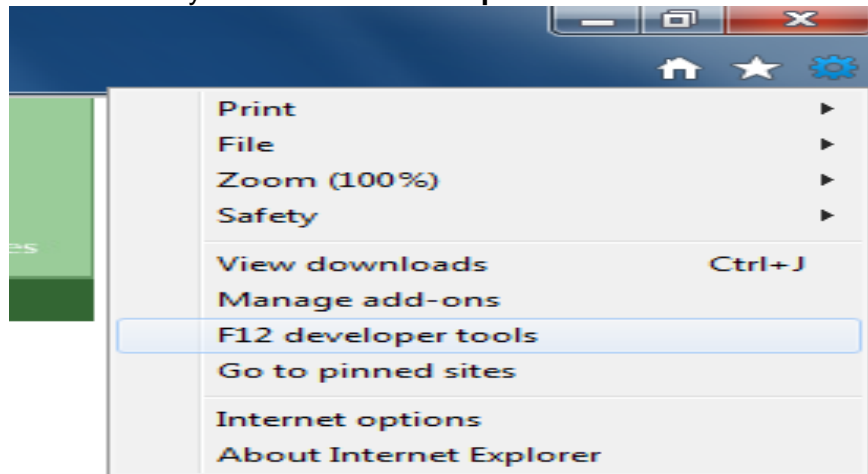 Print
File
Zoom (100%)
Safety
es
View downloads Ctrl+J
Manage add-ons
F12 developer tools
Go to pinned sites
Internet options
About Internet Explorer